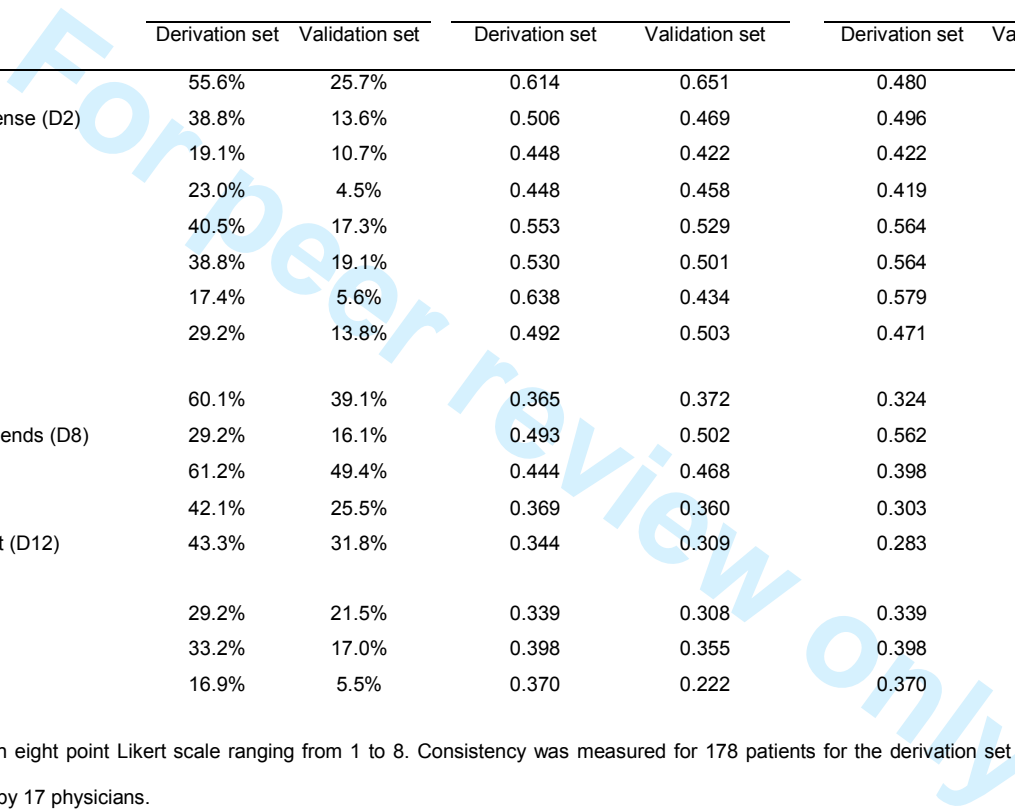 Derivation set Validation set Derivation set Validation set Derivation set
55.6% 25.7% 0.614 0.651 0.480
(D2) 38.8% 13.6% 0.506 0.469 0.496
19.1% 10.7% 0.448 0.422 0.422
23.0% 4.5% 0.448 0.458 0.419
40.5% 17.3% 0.553 0.529 0.564
38.8% 19.1% 0.530 0.501 0.564
17.4% 5.6% 0.638 0.434 0.579
29.2% 13.8% 0.492 0.503 0.471
60.1% 39.1% 0.365 0.372 0.324
(D8) 29.2% 16.1% 0.493 0.502 0.562
61.2% 49.4% 0.444 0.468 0.398
42.1% 25.5% 0.369 0.360 0.303
(D12) 43.3% 31.8% 0.344 0.309 0.283
29.2% 21.5% 0.339 0.308 0.339
33.2% 17.0% 0.398 0.355 0.398
16.9% 5.5% 0.370 0.222 0.370
eight point Likert scale ranging from 1 to 8. Consistency was measured for 178 patients for the derivation set
by 17 physicians.
For peer review only